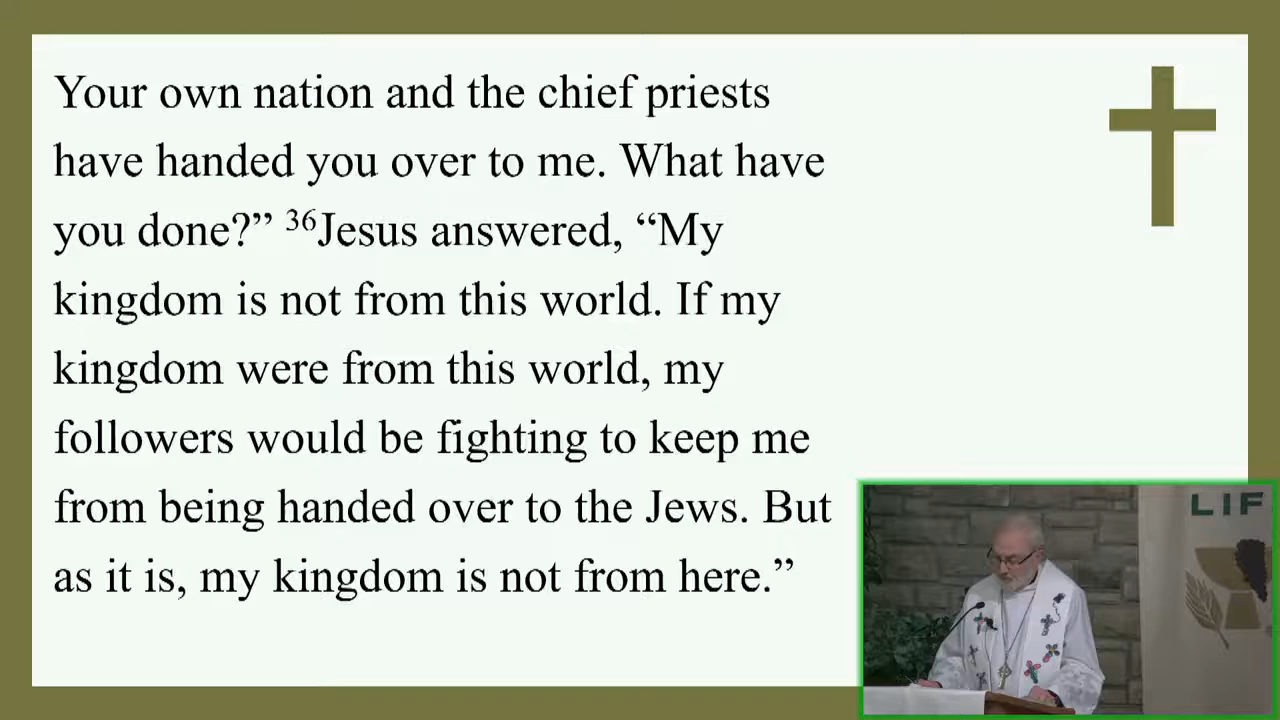 Your own nation and the chief priests
have handed you over to me. What have
you done?” ³⁶Jesus answered, “My
kingdom is not from this world. If my
kingdom were from this world, my
followers would be fighting to keep me
from being handed over to the Jews. But
as it is, my kingdom is not from here.”
LIF